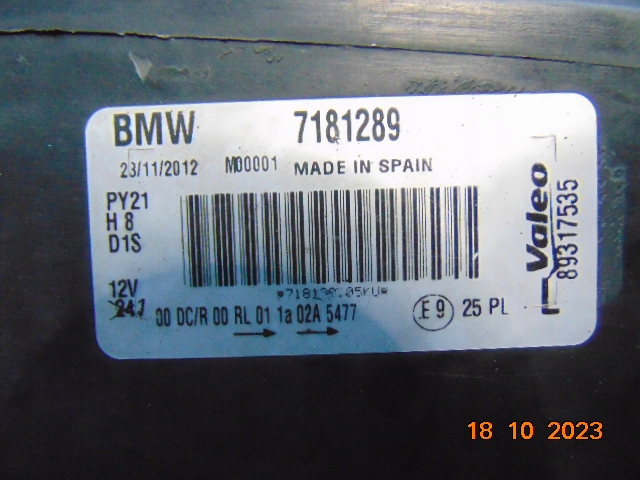 BMW 7181289
23/11/2012 M00001 MADE IN SPAIN
PY21
H8
D1S
12V
24V
00 DC/R 00 RL 01 1a 02A 5477
E9 25 PL
Valeo
89317535
18 10 2023